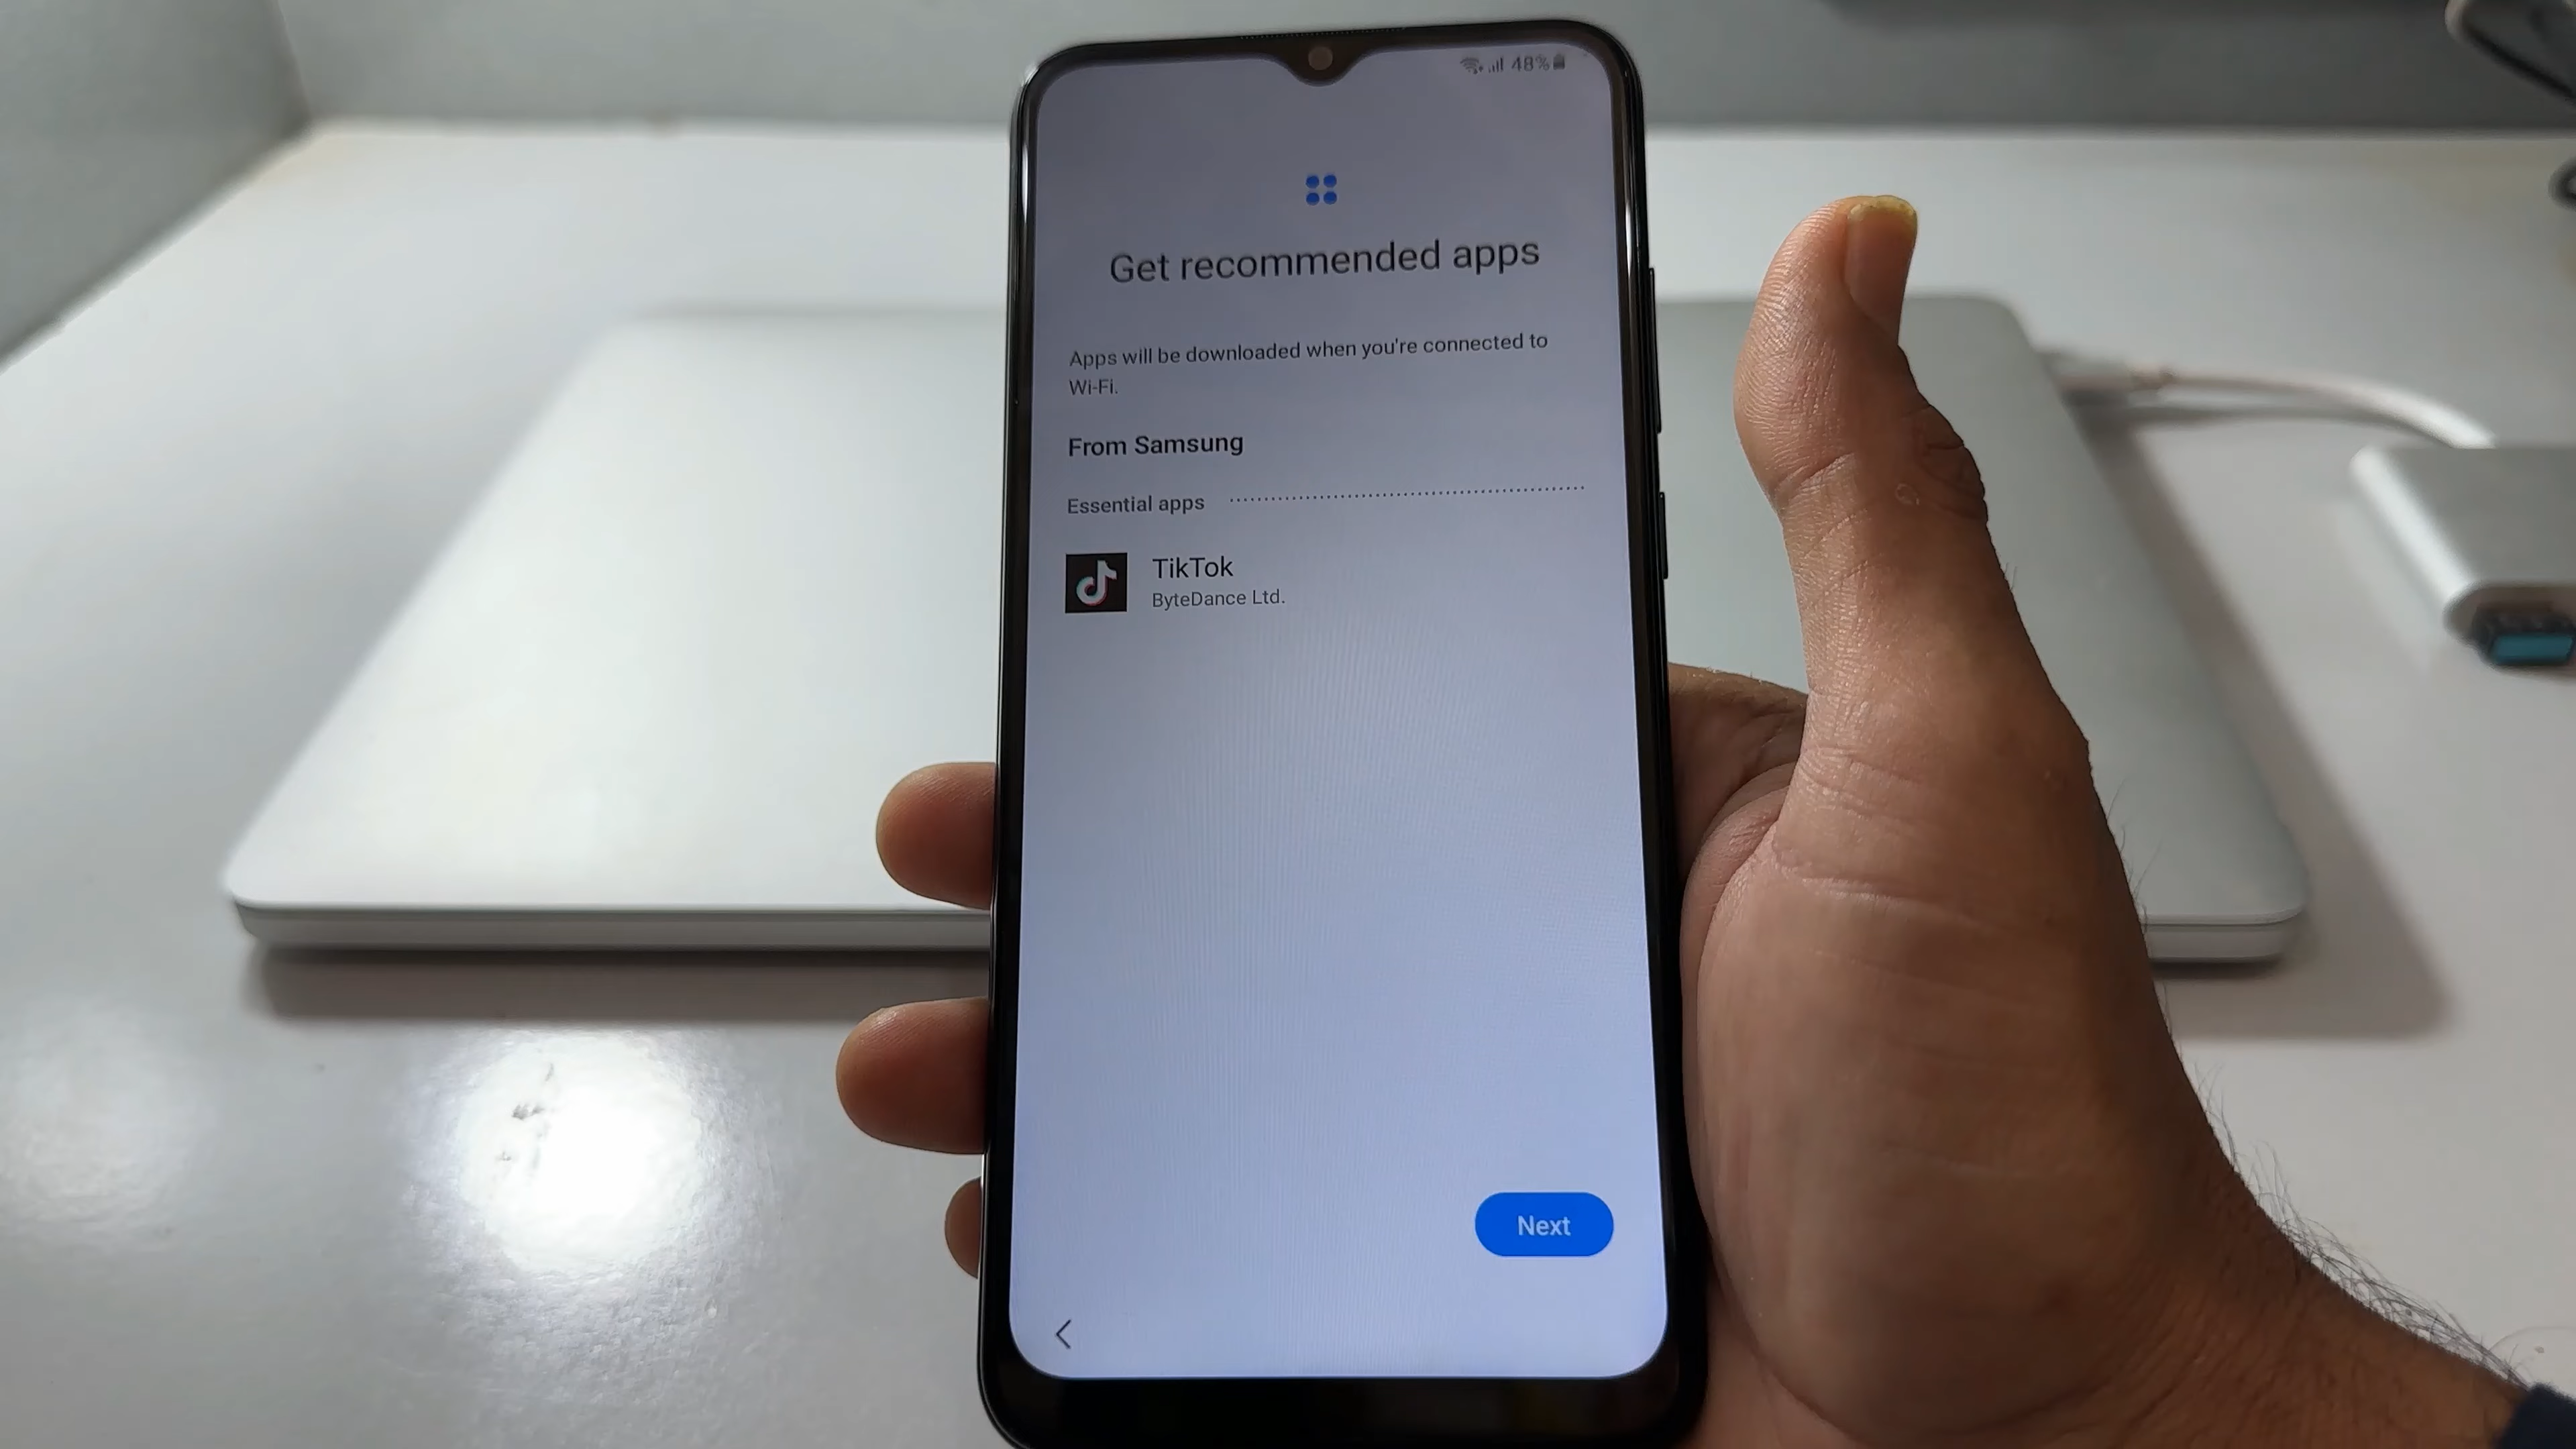 48%
Get recommended apps
Apps will be downloaded when you're connected to
Wi-Fi.
From Samsung
Essential apps
TikTok
ByteDance Ltd.
Next